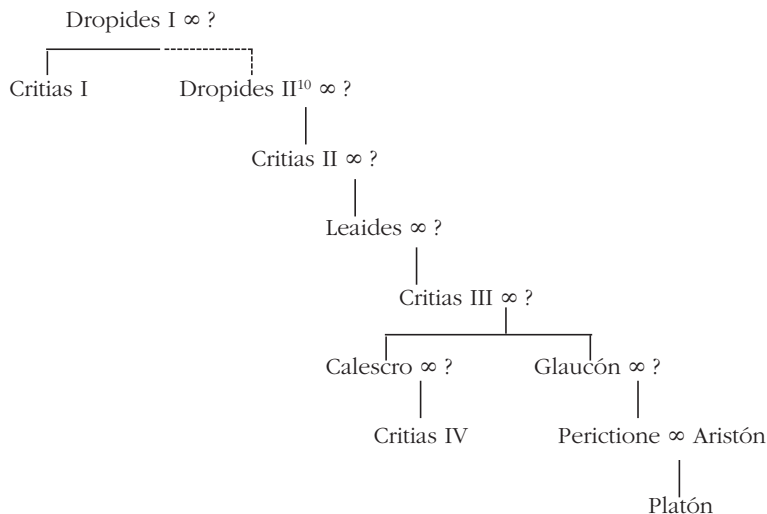 Dropides I ∞ ?
Critias I Dropides II¹⁰ ∞ ?
Critias II ∞ ?
Leaides ∞ ?
Critias III ∞ ?
Calescro ∞ ? Glaucón ∞ ?
Critias IV Perictione ∞ Aristón
Platón